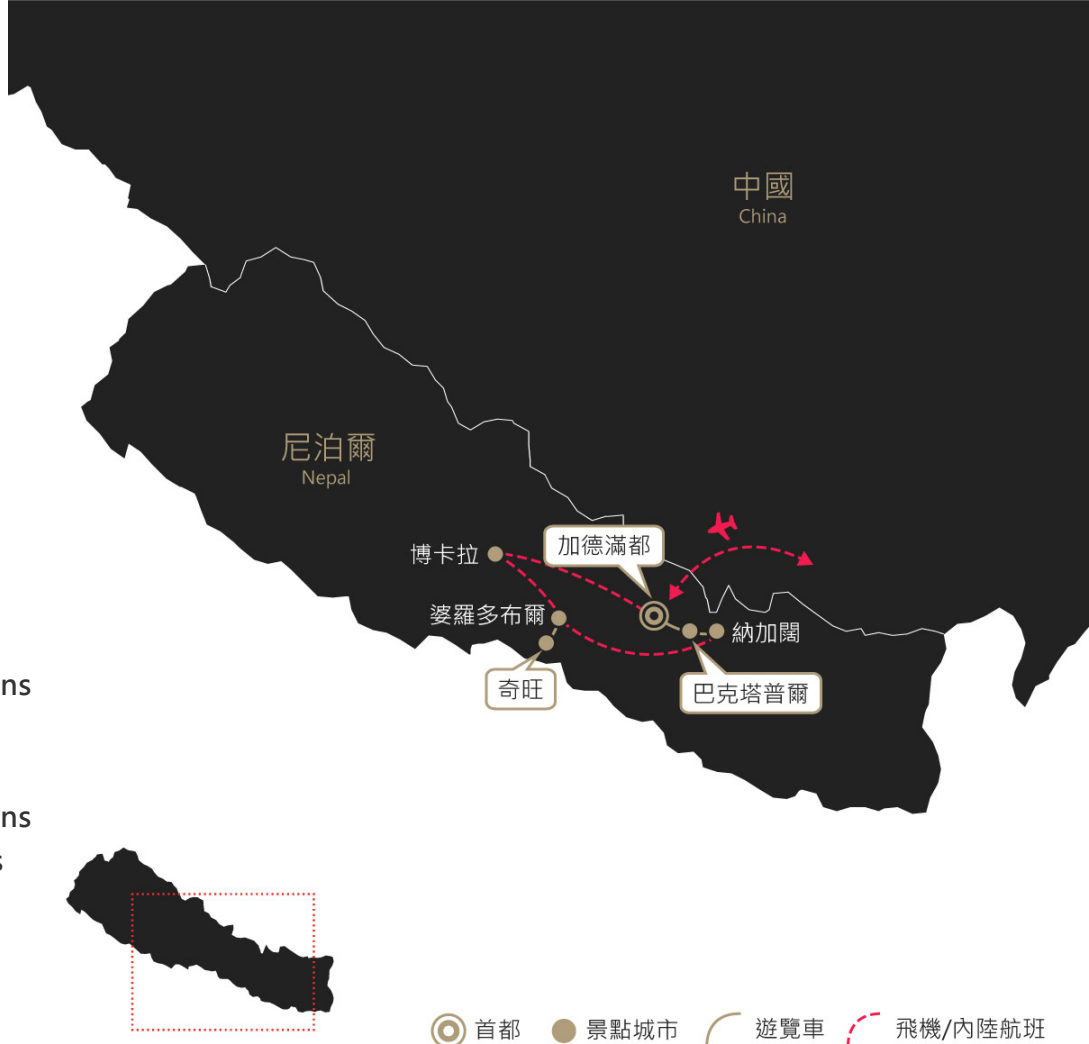 中國
China
尼泊爾
Nepal
加德滿都
博卡拉
婆羅多布爾
納加闊
奇旺
巴克塔普爾
ns
ns
s
首都
景點城市
遊覽車
飛機/內陸航班